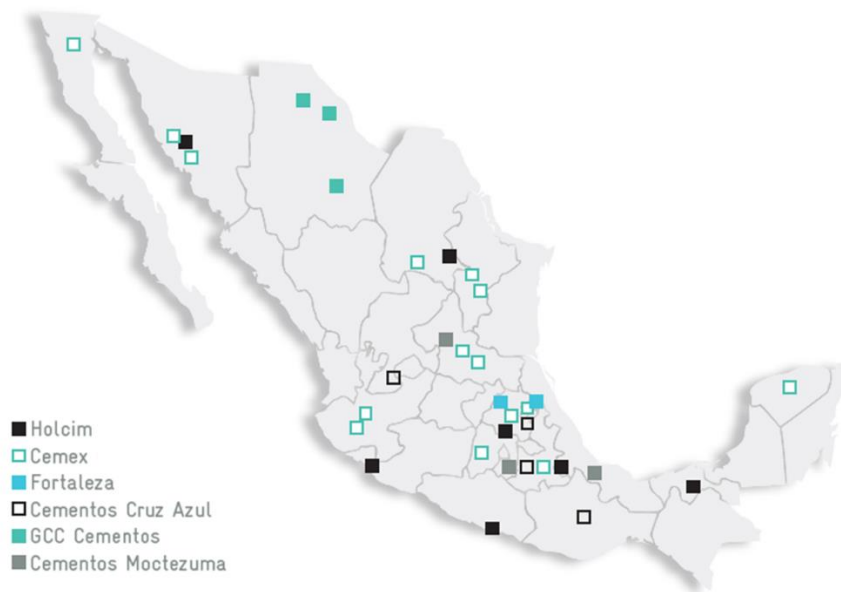 Holcim
Cemex
Fortaleza
Cementos Cruz Azul
GCC Cementos
Cementos Moctezuma